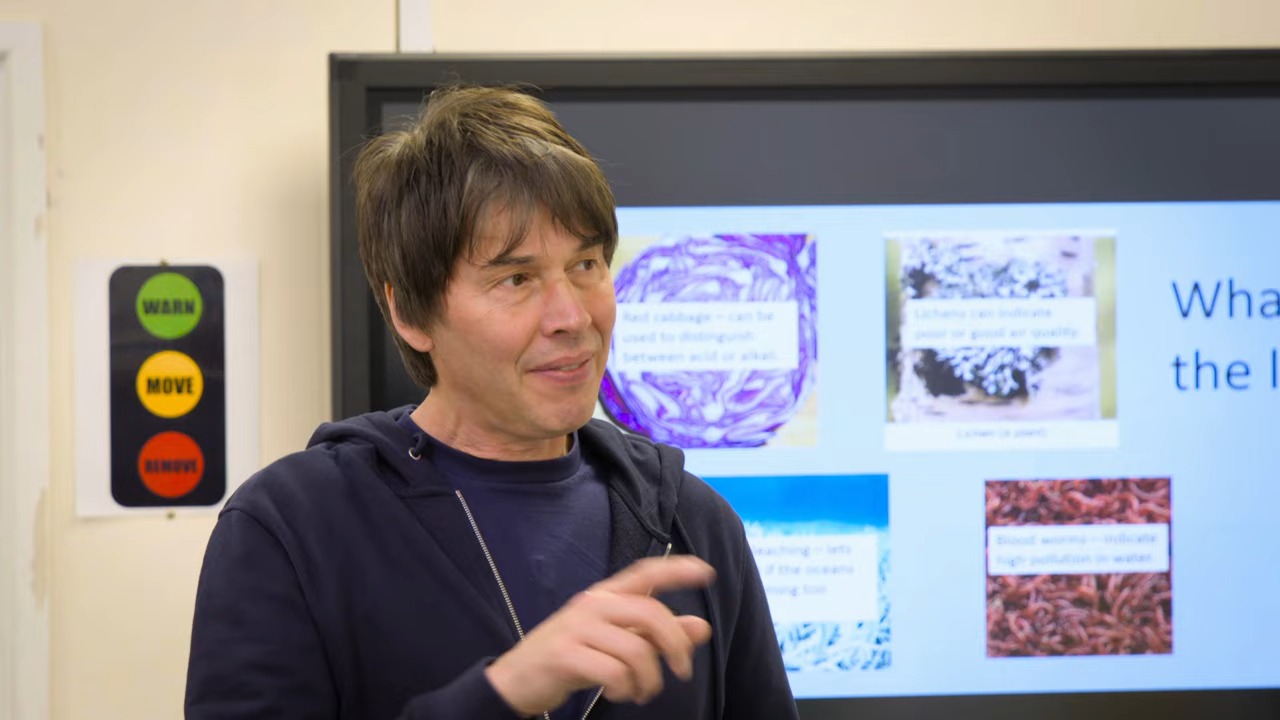 WARN
MOVE
REMOVE
Red cabbage – can be
used to distinguish
between acid or alkali.
Lichens can indicate
poor or good air quality.
Lichen (a plant)
Wha
the l
eaching – lets
if the oceans
ming too
Blood worms – indicate
high pollution in water.